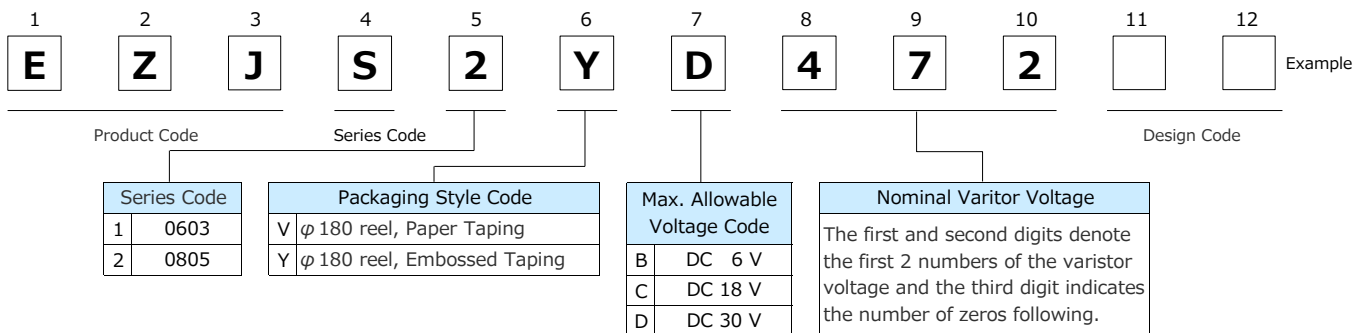 1 2 3 4 5 6 7 8 9 10 11 12
E Z J S 2 Y D 4 7 2 Example
Product Code Series Code Design Code
Series Code
1 0603
2 0805
Packaging Style Code
V φ 180 reel, Paper Taping
Y φ 180 reel, Embossed Taping
Max. Allowable
Voltage Code
B DC 6 V
C DC 18 V
D DC 30 V
Nominal Varitor Voltage
The first and second digits denote
the first 2 numbers of the varistor
voltage and the third digit indicates
the number of zeros following.